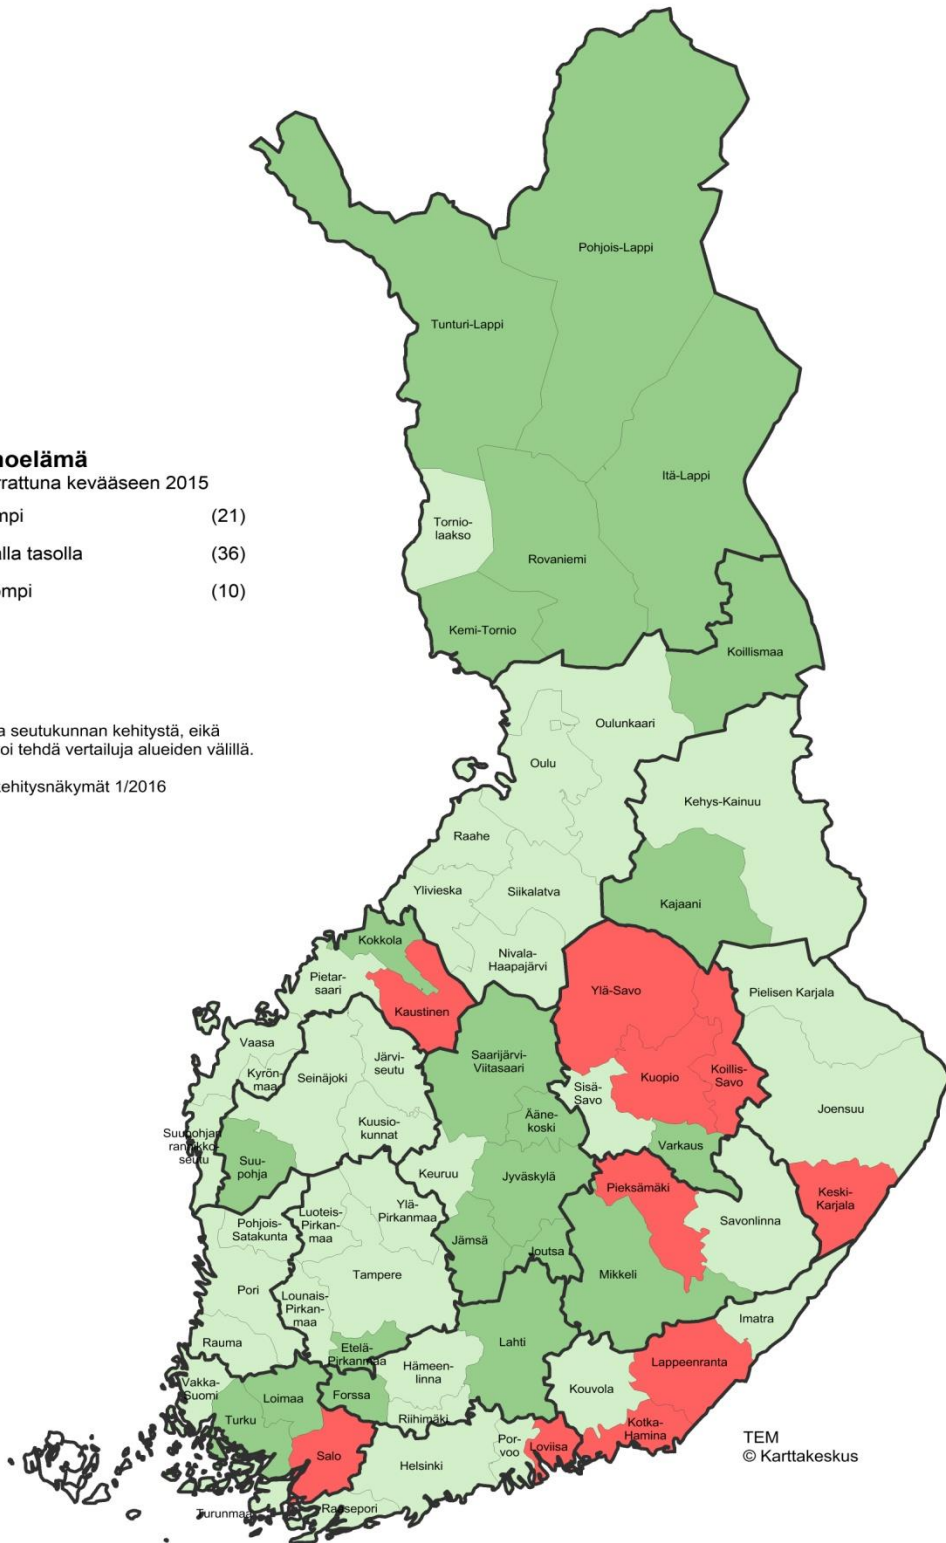 noelämä
rrattuna kevääseen 2015
mpi (21)
lla tasolla (36)
ompi (10)
a seutukunnan kehitystä, eikä
oi tehdä vertailuja alueiden välillä.
kehitysnäkymät 1/2016
Pohjois-Lappi
Tunturi-Lappi
Itä-Lappi
Tornio-
laakso
Rovaniemi
Kemi-Tornio
Koillismaa
Oulunkaari
Oulu
Kehys-Kainuu
Raahe
Ylivieska
Siikalatva
Kajaani
Kokkola
Nivala-
Haapajärvi
Pietar-
saari
Kaustinen
Ylä-Savo
Pielisen Karjala
Vaasa
Kyrön-
maa
Seinäjoki
Järvi-
seutu
Saarijärvi-
Viitasaari
Sisä-
Savo
Kuopio
Koillis-
Savo
Joensuu
Kuusio-
kunnat
Ääne-
koski
Suupohjan
rannikko-
seutu
Suu-
pohja
Keuruu
Jyväskylä
Varkaus
Pieksämäki
Keski-
Karjala
Savonlinna
Pohjois-
Satakunta
Luoteis-
Pirkan-
maa
Ylä-
Pirkanmaa
Jämsä
Joutsa
Mikkeli
Tampere
Pori
Lounais-
Pirkan-
maa
Imatra
Rauma
Etelä-
Pirkanmaa
Hämeen-
linna
Lahti
Lappeenranta
Vakka-
Suomi
Loimaa
Forssa
Kouvola
Turku
Riihimäki
Kotka-
Hamina
Salo
Helsinki
Por-
voo
Loviisa
Turunmaa
Raasepori
TEM
© Karttakeskus